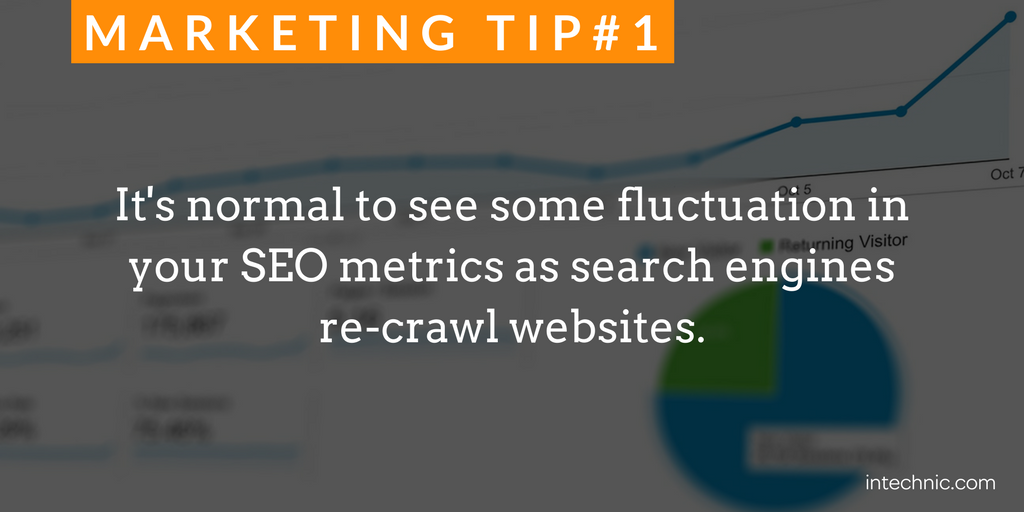 MARKETING TIP#1
It's normal to see some fluctuation in
your SEO metrics as search engines
re-crawl websites.
Oct 5
Oct 7
Returning Visitor
intechnic.com